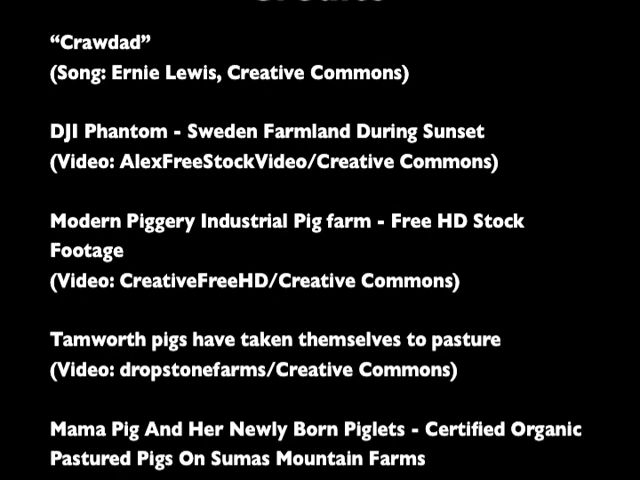 “Crawdad”
(Song: Ernie Lewis, Creative Commons)
DJI Phantom - Sweden Farmland During Sunset
(Video: AlexFreeStockVideo/Creative Commons)
Modern Piggery Industrial Pig farm - Free HD Stock
Footage
(Video: CreativeFreeHD/Creative Commons)
Tamworth pigs have taken themselves to pasture
(Video: dropstonefarms/Creative Commons)
Mama Pig And Her Newly Born Piglets - Certified Organic
Pastured Pigs On Sumas Mountain Farms